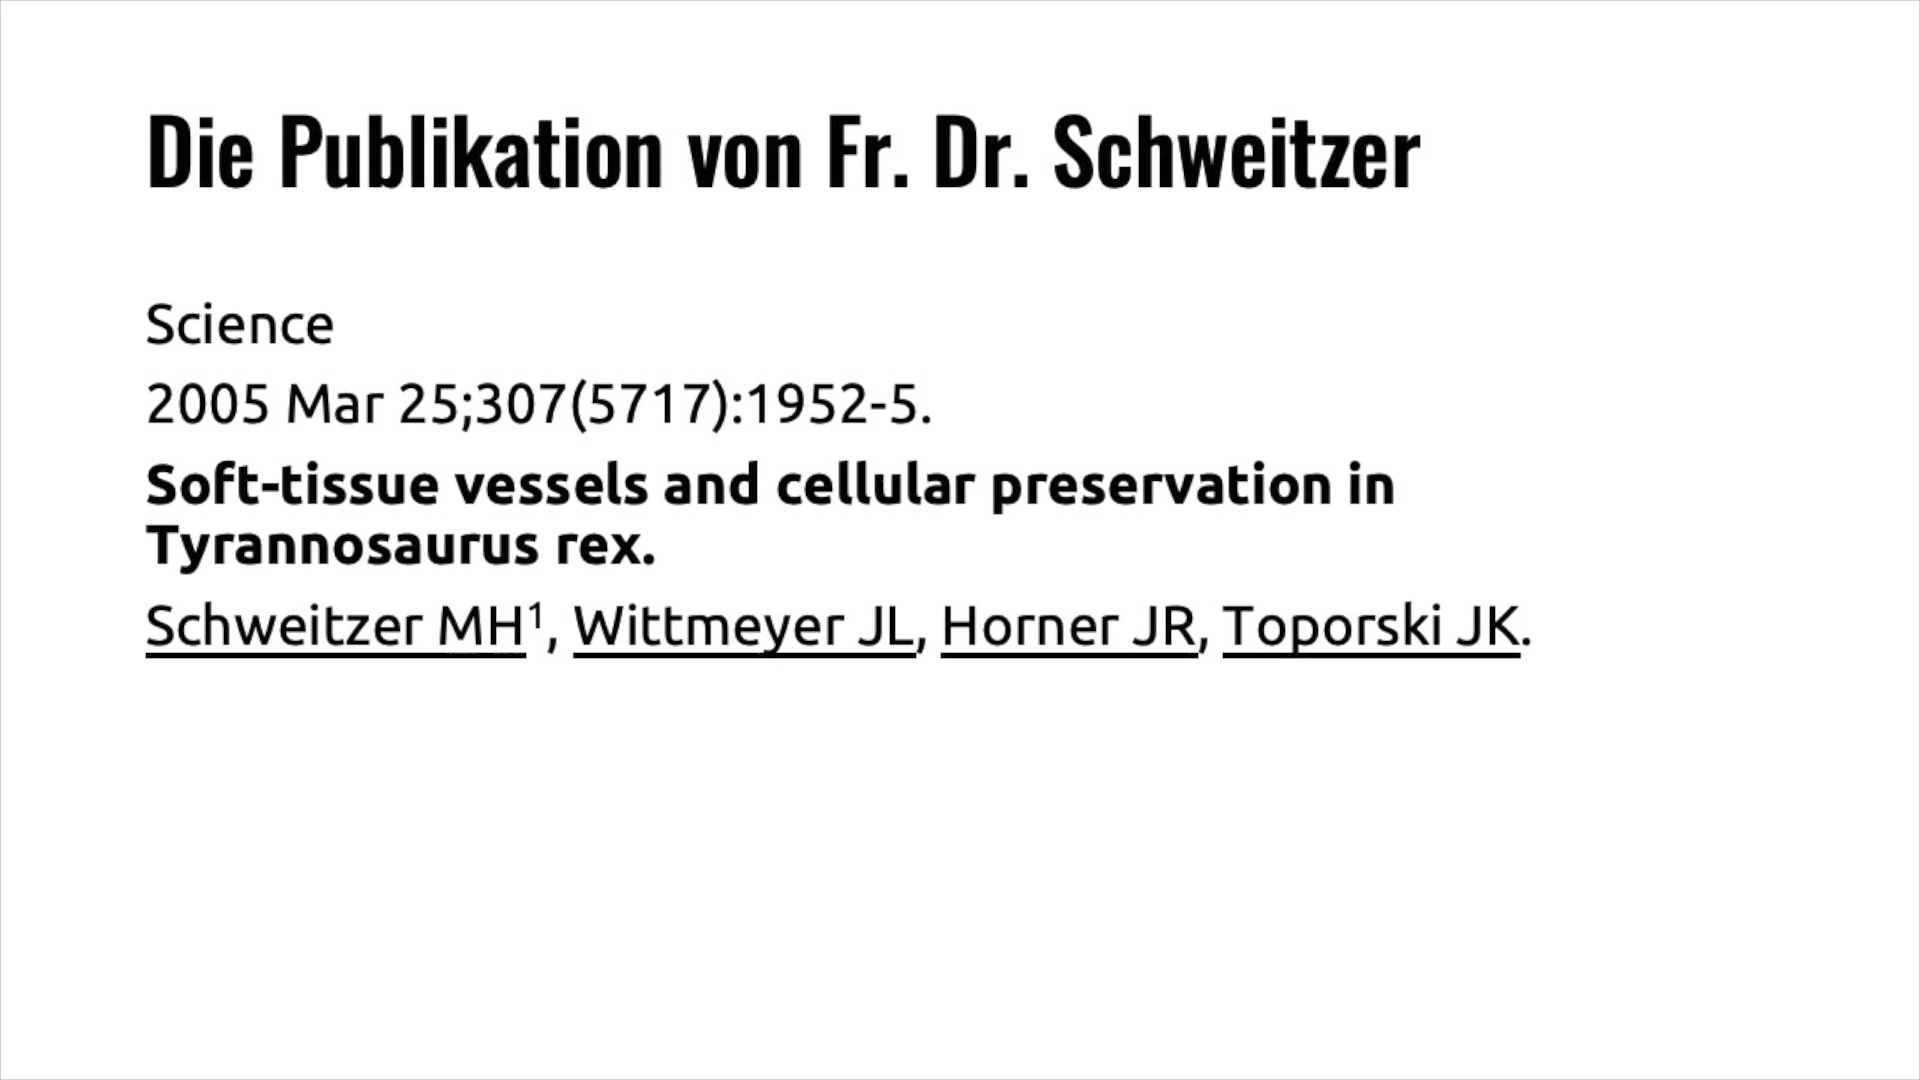 Die Publikation von Fr. Dr. Schweitzer
Science
2005 Mar 25;307(5717):1952-5.
Soft-tissue vessels and cellular preservation in
Tyrannosaurus rex.
Schweitzer MH¹, Wittmeyer JL, Horner JR, Toporski JK.